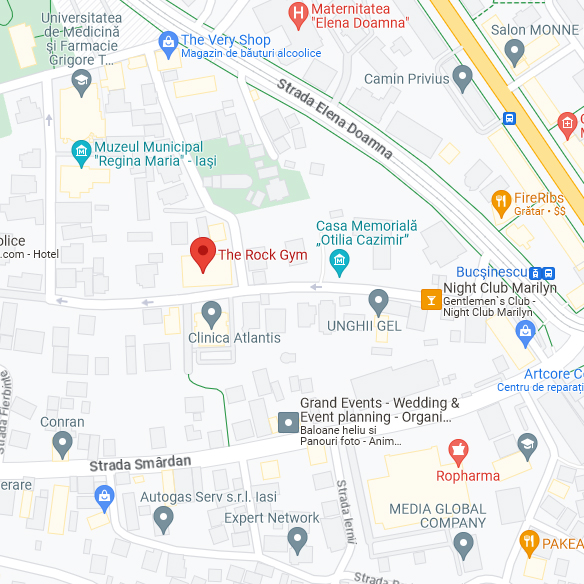 Universitatea
de Medicină
și Farmacie
Grigore T...
The Very Shop
Magazin de băuturi alcoolice
Maternitatea
"Elena Doamna"
Salon MONNE
Camin Privius
Strada Elena Doamna
Muzeul Municipal
"Regina Maria" - Iași
FireRibs
Grătar • $$
.com - Hotel
The Rock Gym
Casa Memorială
„Otilia Cazimir”
Bucșinescu
Night Club Marilyn
Gentlemen`s Club -
Night Club Marilyn
Clinica Atlantis
UNGHII GEL
Artcore
Centru de reparați
Grand Events - Wedding &
Event planning - Organi...
Baloane heliu si
Panouri foto - Anim...
Conran
Strada Smârdan
Ropharma
Autogas Serv s.r.l. Iasi
Strada Iernii
Expert Network
MEDIA GLOBAL
COMPANY
PAKEA
Strada